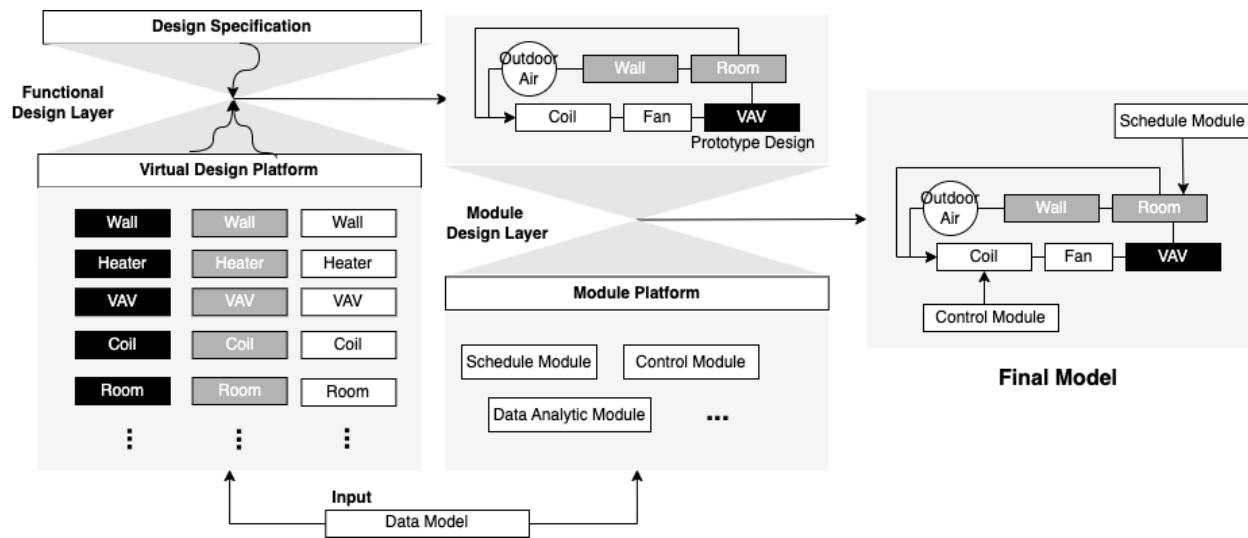 Design Specification
Functional
Design Layer
Virtual Design Platform
Wall
Wall
Wall
Heater
Heater
Heater
VAV
VAV
VAV
Coil
Coil
Coil
Room
Room
Room
Outdoor
Air
Wall
Room
Coil
Fan
VAV
Prototype Design
Module
Design Layer
Module Platform
Schedule Module
Control Module
Data Analytic Module
...
Input
Data Model
Schedule Module
Outdoor
Air
Wall
Room
Coil
Fan
VAV
Control Module
Final Model